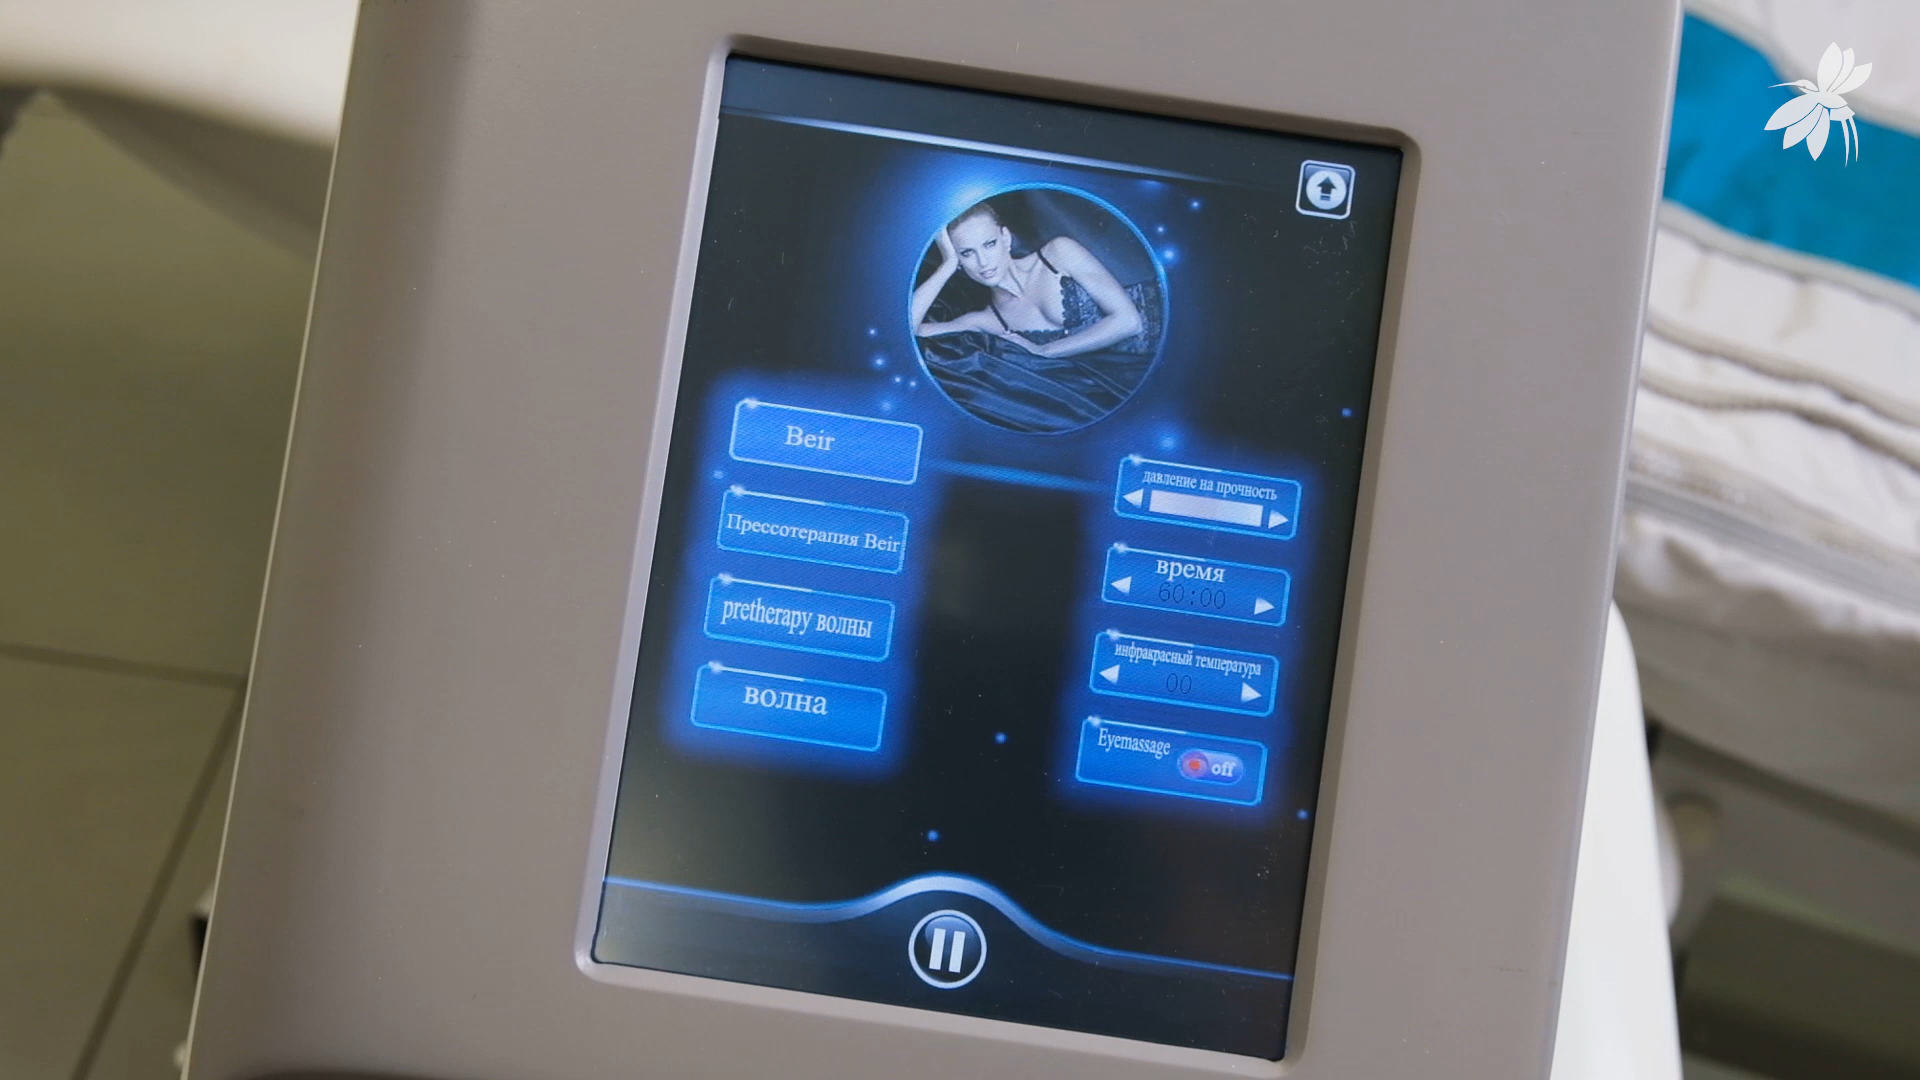 Beir
Прессотерапия Beir
pretherapy волны
волна
давление на прочность
время
60:00
инфракрасный температура
00
Eyemassage
off